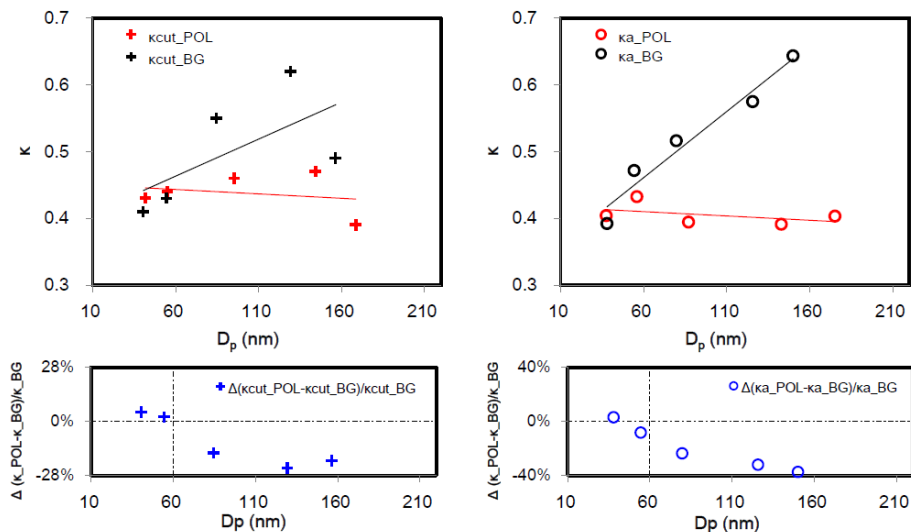 0.7
0.6
0.5
0.4
0.3
κ
κcut_POL
κcut_BG
10 60 110 160 210
Dp (nm)
0.7
0.6
0.5
0.4
0.3
κ
κa_POL
κa_BG
10 60 110 160 210
Dp (nm)
28%
0%
-28%
Δ (κ_POL-κ_BG)/κ_BG
Δ(κcut_POL-κcut_BG)/κcut_BG
10 60 110 160 210
Dp (nm)
40%
0%
-40%
Δ (κ_POL-κ_BG)/κ_BG
Δ(κa_POL-κa_BG)/κa_BG
10 60 110 160 210
Dp (nm)